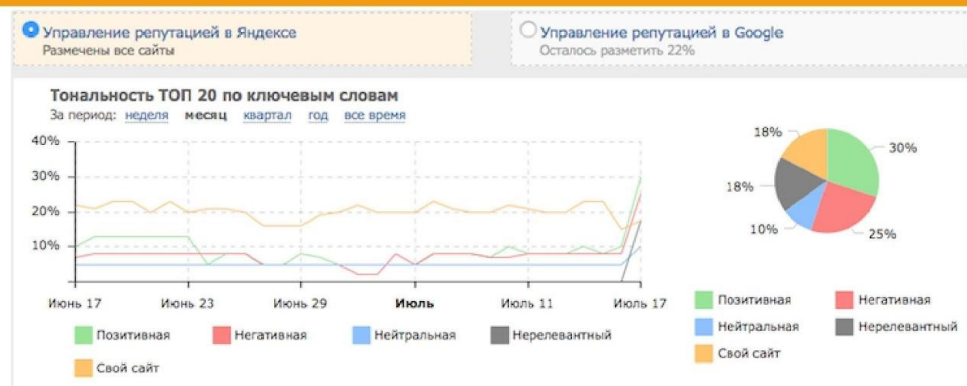 Управление репутацией в Яндексе
Размечены все сайты
Управление репутацией в Google
Осталось разметить 22%
Тональность ТОП 20 по ключевым словам
За период: неделя месяц квартал год все время
40%
30%
20%
10%
Июнь 17 Июнь 23 Июнь 29 Июль Июль 11 Июль 17
Позитивная Негативная Нейтральная Нерелевантный
Свой сайт
18% 30%
18%
10% 25%
Позитивная Негативная
Нейтральная Нерелевантный
Свой сайт